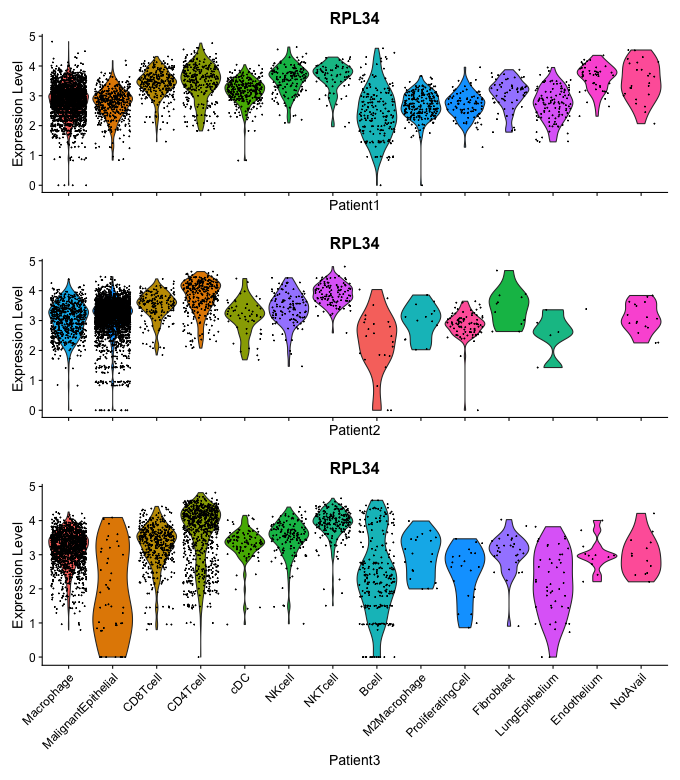 RPL34
Expression Level
5
4
3
2
1
0
Patient1
RPL34
Expression Level
5
4
3
2
1
0
Patient2
RPL34
Expression Level
5
4
3
2
1
0
Macrophage
MalignantEpithelial
CD8Tcell
CD4Tcell
cDC
NKcell
NKTcell
Bcell
M2Macrophage
ProliferatingCell
Fibroblast
LungEpithelium
Endothelium
NotAvail
Patient3